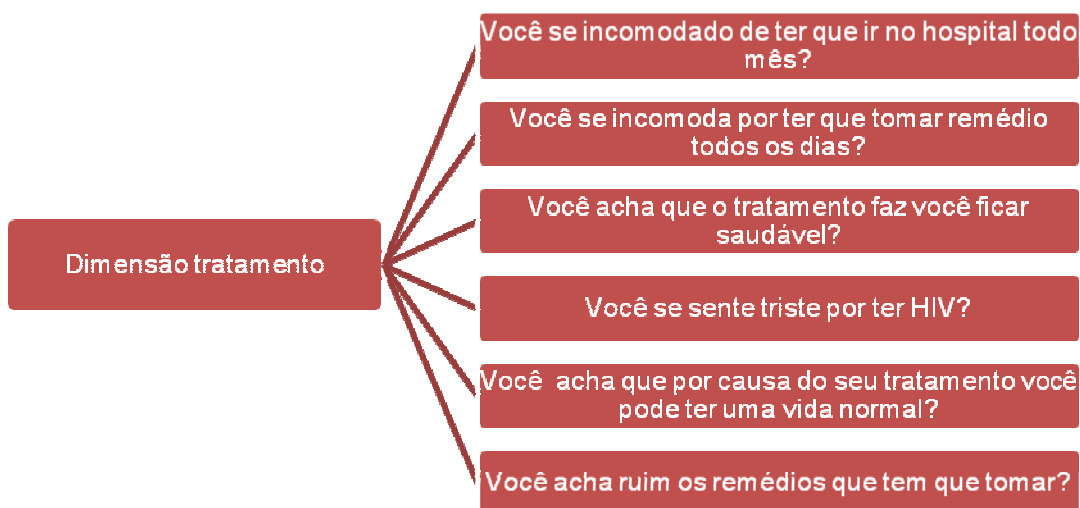 Você se incomodado de ter que ir no hospital todo
mês?
Você se incomoda por ter que tomar remédio
todos os dias?
Você acha que o tratamento faz você ficar
saudável?
Dimensão tratamento
Você se sente triste por ter HIV?
Você acha que por causa do seu tratamento você
pode ter uma vida normal?
Você acha ruim os remédios que tem que tomar?